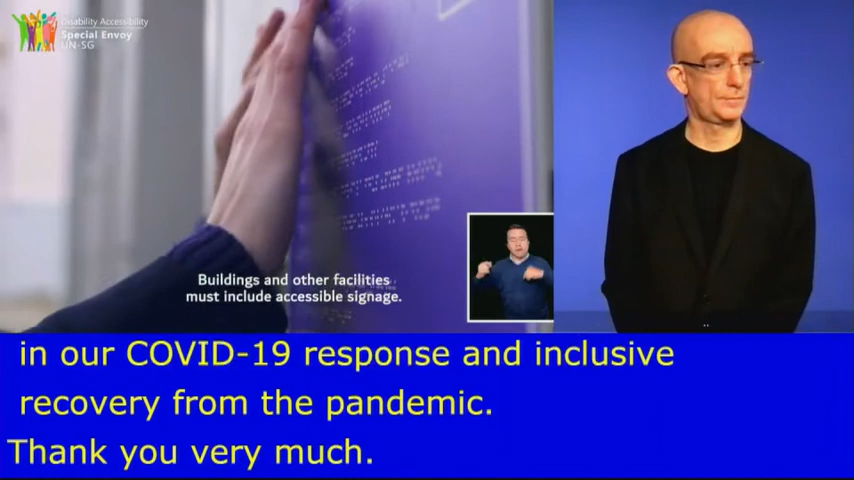 Disability Accessibility
Special Envoy
UN-SG
Buildings and other facilities
must include accessible signage.
in our COVID-19 response and inclusive
recovery from the pandemic.
Thank you very much.